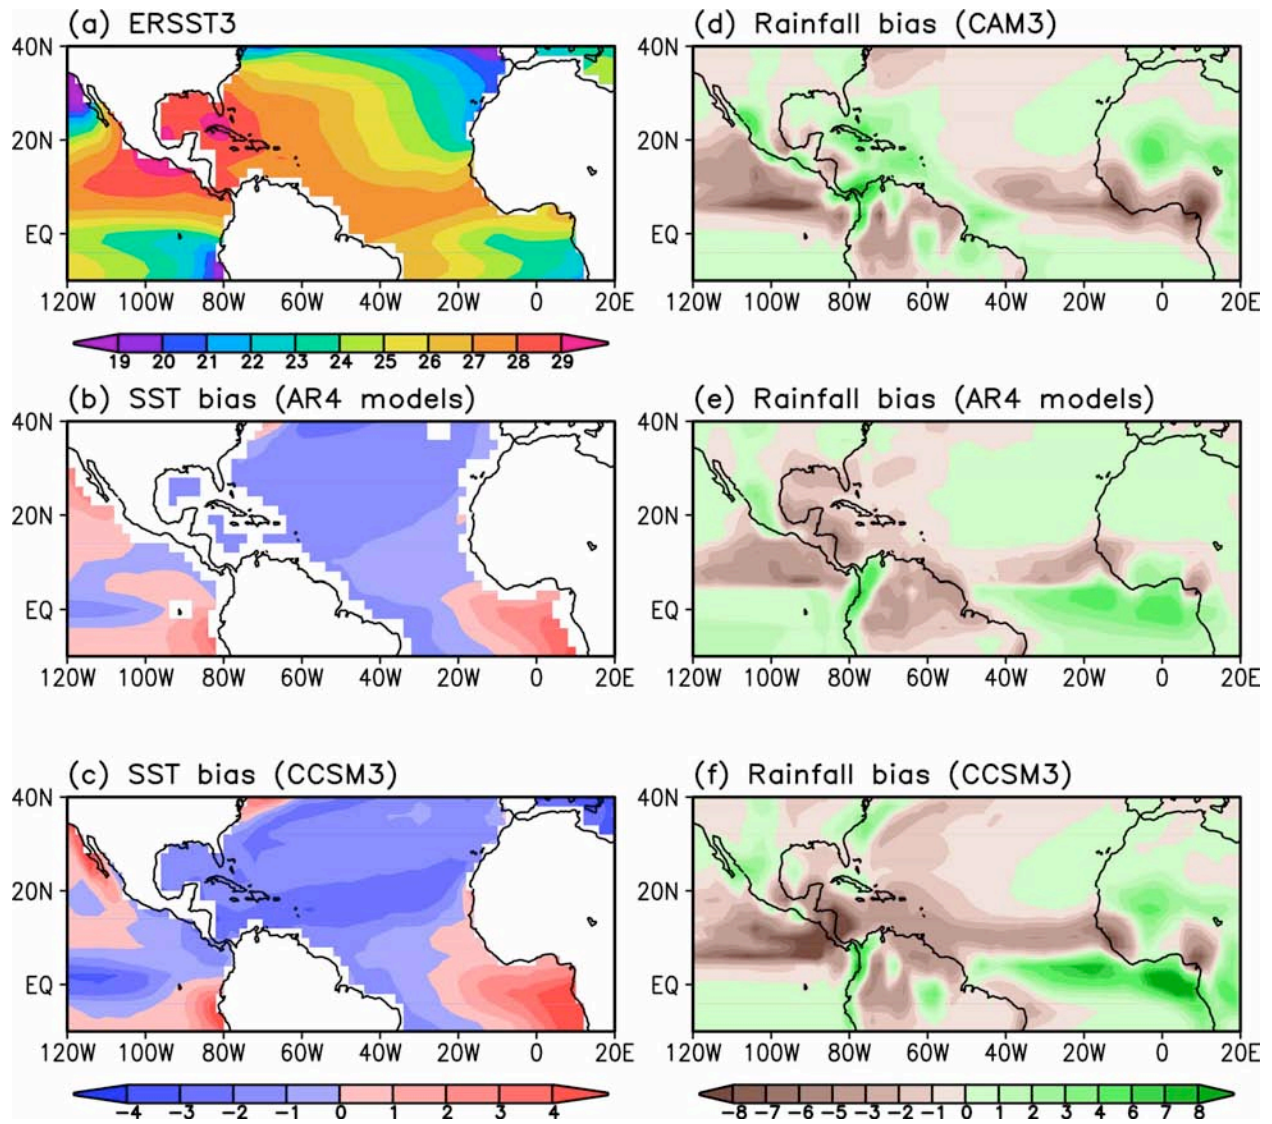 (a) ERSST3
40N
20N
EQ
120W 100W 80W 60W 40W 20W 0 20E
19 20 21 22 23 24 25 26 27 28 29
(d) Rainfall bias (CAM3)
40N
20N
EQ
120W 100W 80W 60W 40W 20W 0 20E
(b) SST bias (AR4 models)
40N
20N
EQ
120W 100W 80W 60W 40W 20W 0 20E
(e) Rainfall bias (AR4 models)
40N
20N
EQ
120W 100W 80W 60W 40W 20W 0 20E
(c) SST bias (CCSM3)
40N
20N
EQ
120W 100W 80W 60W 40W 20W 0 20E
-4 -3 -2 -1 0 1 2 3 4
(f) Rainfall bias (CCSM3)
40N
20N
EQ
120W 100W 80W 60W 40W 20W 0 20E
-8 -7 -6 -5 -3 -2 -1 0 1 2 3 4 6 7 8